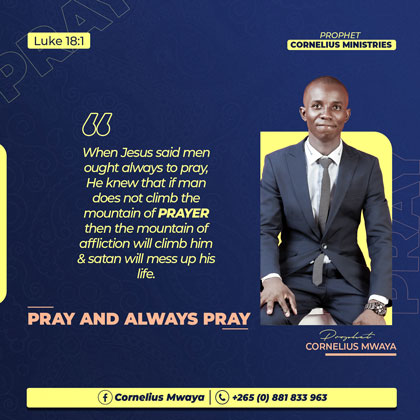 PRAY
Luke 18:1
PROPHET
CORNELIUS MINISTRIES
When Jesus said men
ought always to pray,
He knew that if man
does not climb the
mountain of PRAYER
then the mountain of
affliction will climb him
& satan will mess up his
life.
PRAY AND ALWAYS PRAY
Prophet
CORNELIUS MWAYA
PRAY
Cornelius Mwaya | +265 (0) 881 833 963